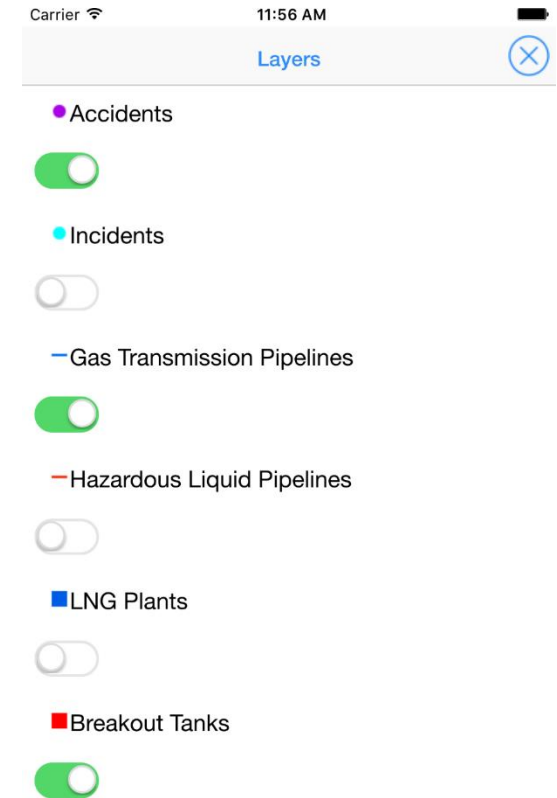 Carrier 11:56 AM
Layers
Accidents
Incidents
Gas Transmission Pipelines
Hazardous Liquid Pipelines
LNG Plants
Breakout Tanks